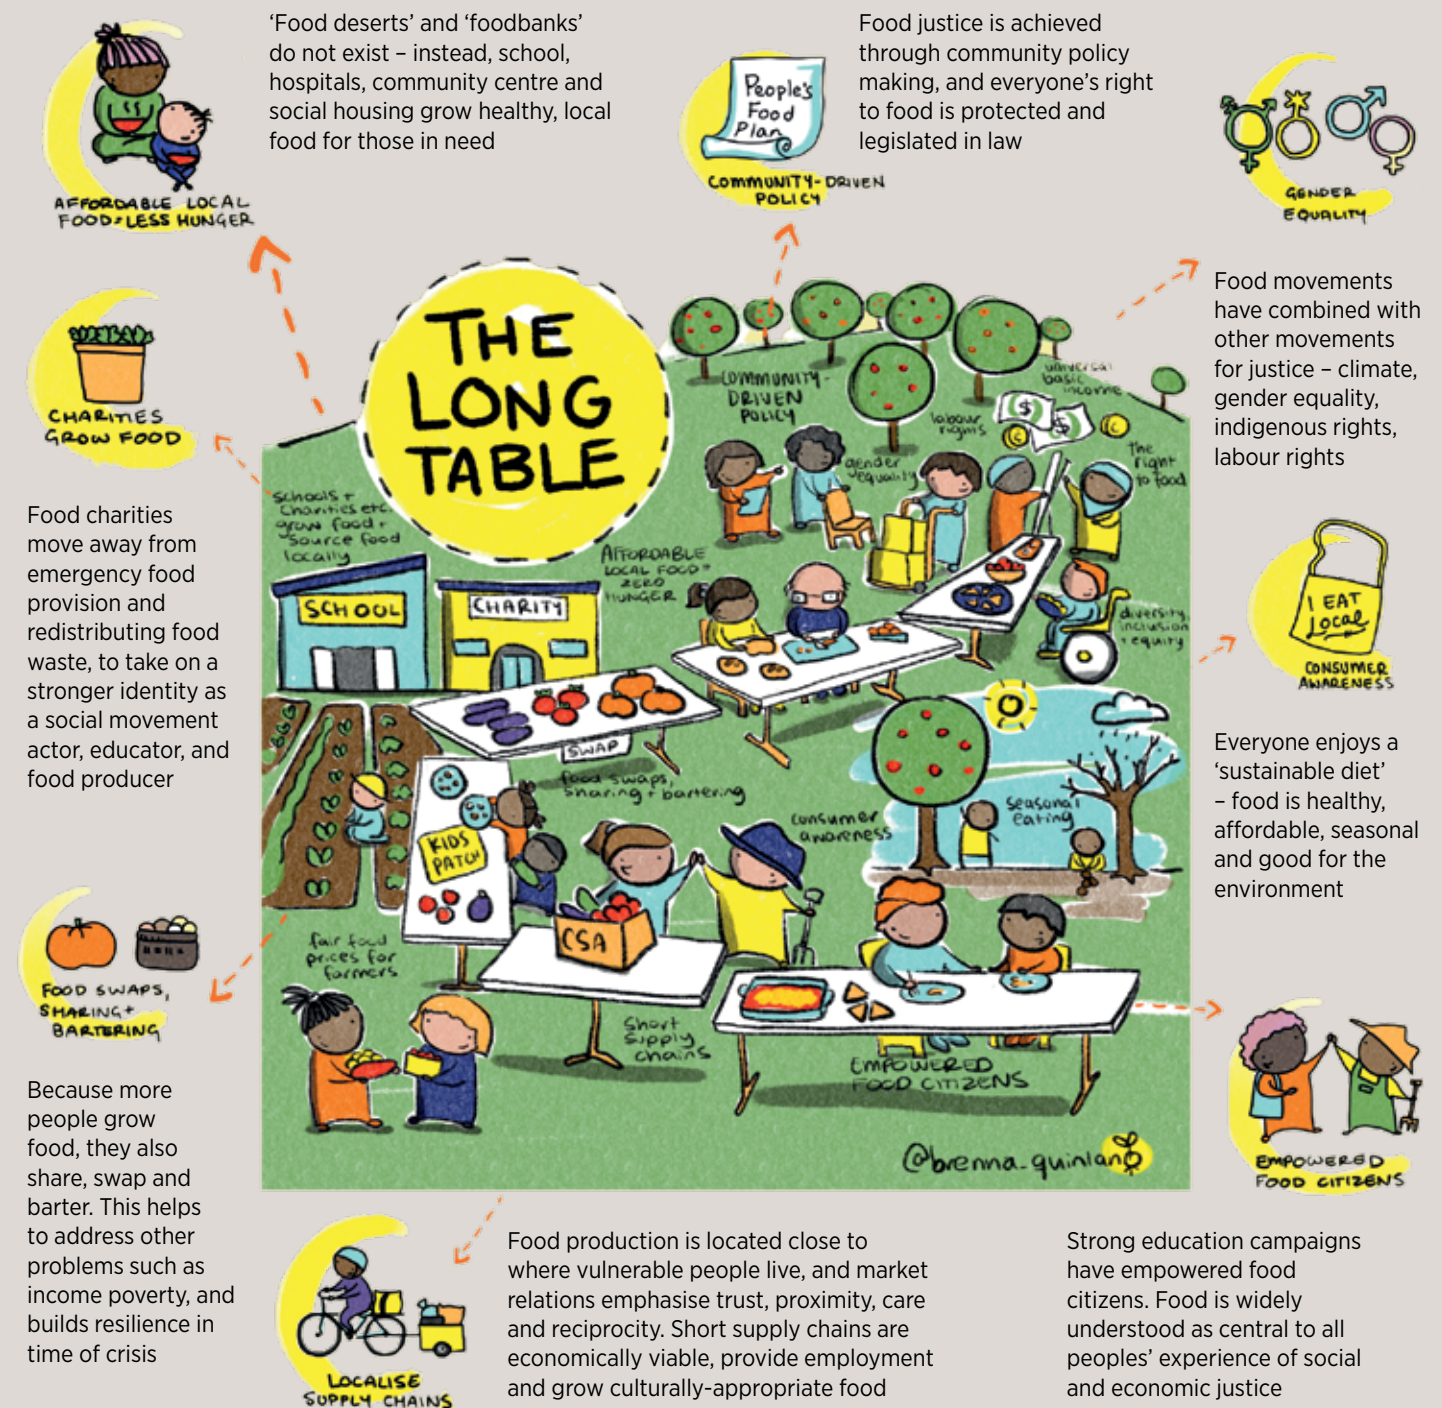 'Food deserts' and 'foodbanks'
do not exist – instead, school,
hospitals, community centre and
social housing grow healthy, local
food for those in need
AFFORDABLE LOCAL
FOOD=LESS HUNGER
People's
Food
Plan
COMMUNITY-DRIVEN
POLICY
Food justice is achieved
through community policy
making, and everyone's right
to food is protected and
legislated in law
GENDER
EQUALITY
Food movements
have combined with
other movements
for justice – climate,
gender equality,
indigenous rights,
labour rights
CHARITIES
GROW FOOD
Food charities
move away from
emergency food
provision and
redistributing food
waste, to take on a
stronger identity as
a social movement
actor, educator, and
food producer
THE
LONG
TABLE
COMMUNITY-
DRIVEN
POLICY
universal
basic
income
labour
rights
$
$
gender
equality
The
right
to food
schools +
charities etc.
grow food +
source food
locally
AFFORDABLE
LOCAL FOOD =
ZERO
HUNGER
SCHOOL
CHARITY
diversity,
inclusion
+ equity
SWAP
food swaps,
sharing + bartering
KIDS
PATCH
consumer
awareness
seasonal
eating
CSA
fair food
prices for
farmers
Short
supply
chains
EMPOWERED
FOOD CITIZENS
@brenna_quinlan
I EAT
Local
CONSUMER
AWARENESS
Everyone enjoys a
'sustainable diet'
– food is healthy,
affordable, seasonal
and good for the
environment
FOOD SWAPS,
SHARING+
BARTERING
Because more
people grow
food, they also
share, swap and
barter. This helps
to address other
problems such as
income poverty, and
builds resilience in
time of crisis
LOCALISE
SUPPLY CHAINS
Food production is located close to
where vulnerable people live, and market
relations emphasise trust, proximity, care
and reciprocity. Short supply chains are
economically viable, provide employment
and grow culturally-appropriate food
EMPOWERED
FOOD CITIZENS
Strong education campaigns
have empowered food
citizens. Food is widely
understood as central to all
peoples' experience of social
and economic justice